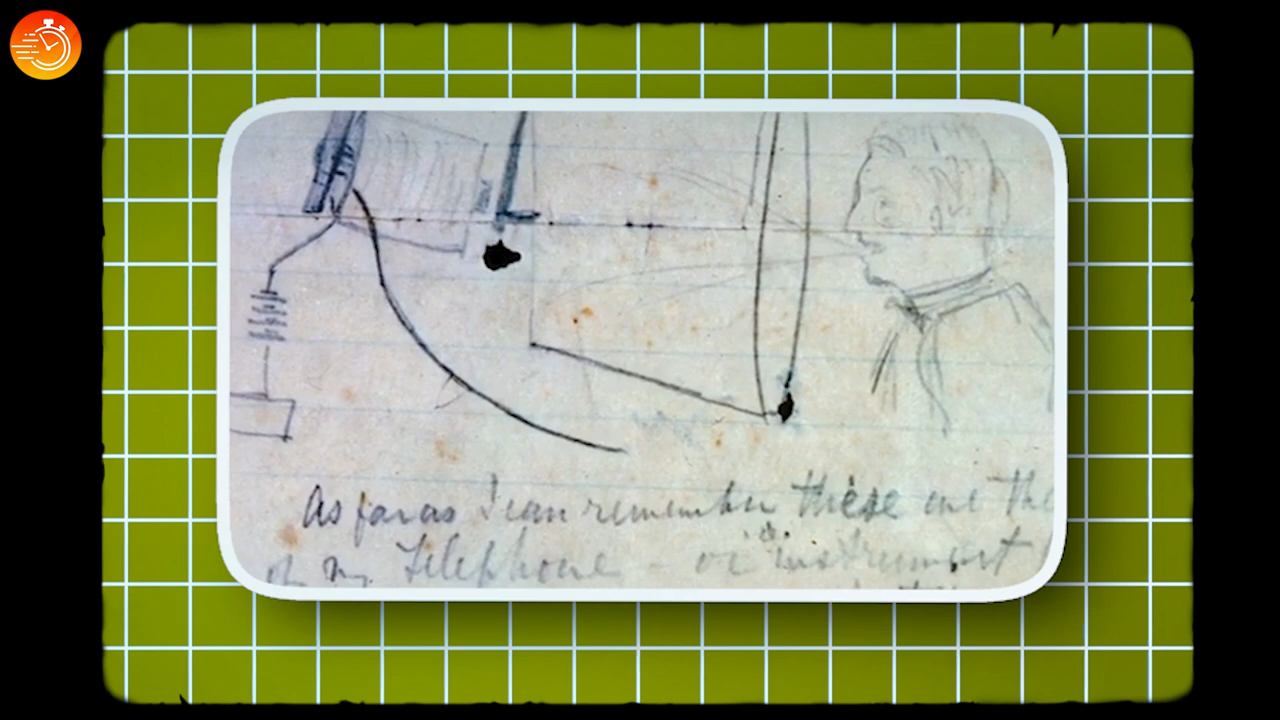 As far as I can remember these are the
of my Telephone - or instrument